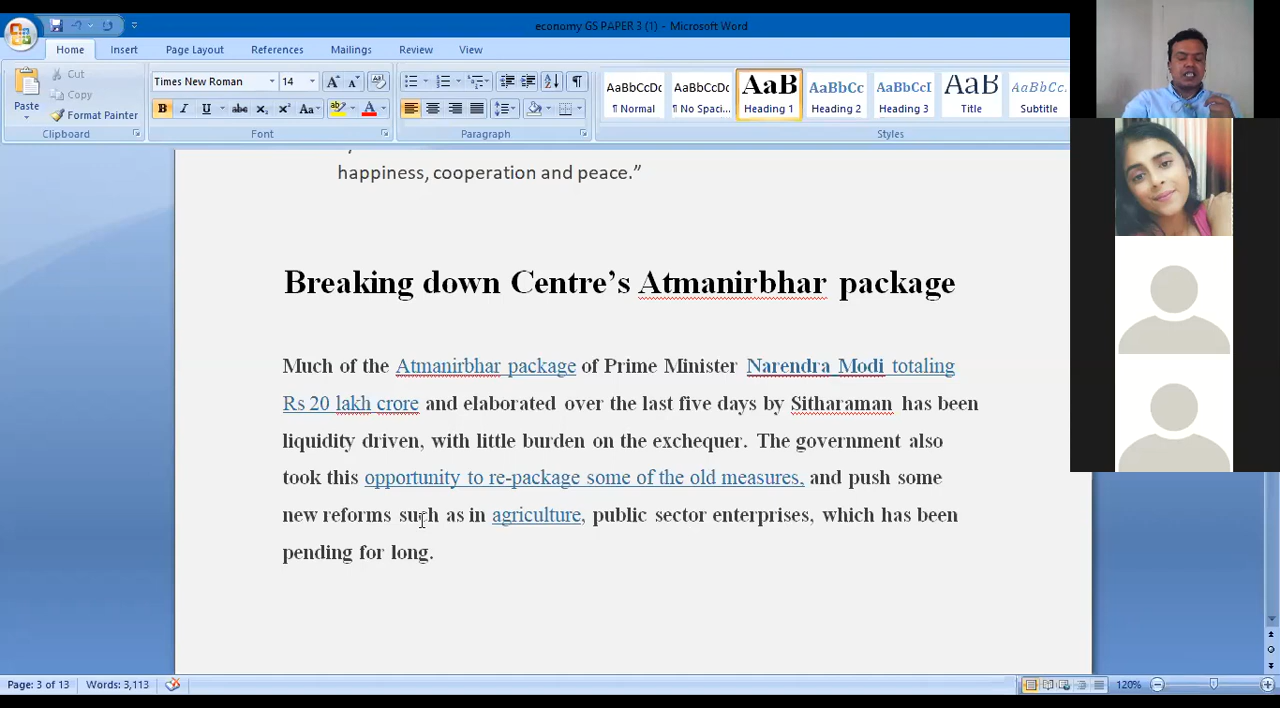 economy GS PAPER 3 (1) - Microsoft Word
Home Insert Page Layout References Mailings Review View
Paste
Cut
Copy
Format Painter
Clipboard
Times New Roman 14
Font
Paragraph
AaBbCcDc AaBbCcDc AaB AaBbCc AaBbCcI AaB AaBbCc.
¶ Normal ¶ No Spaci... Heading 1 Heading 2 Heading 3 Title Subtitle
Styles
happiness, cooperation and peace.”
Breaking down Centre’s Atmanirbhar package
Much of the Atmanirbhar package of Prime Minister Narendra Modi totaling
Rs 20 lakh crore and elaborated over the last five days by Sitharaman has been
liquidity driven, with little burden on the exchequer. The government also
took this opportunity to re-package some of the old measures, and push some
new reforms such as in agriculture, public sector enterprises, which has been
pending for long.
Page: 3 of 13 Words: 3,113 120%